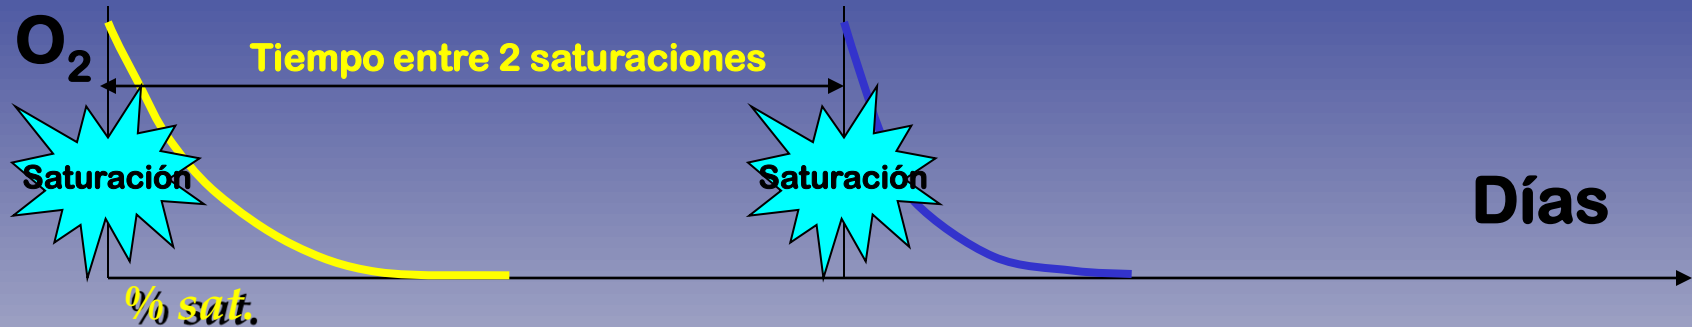 O₂
Tiempo entre 2 saturaciones
Saturación
Saturación
Días
% sat.